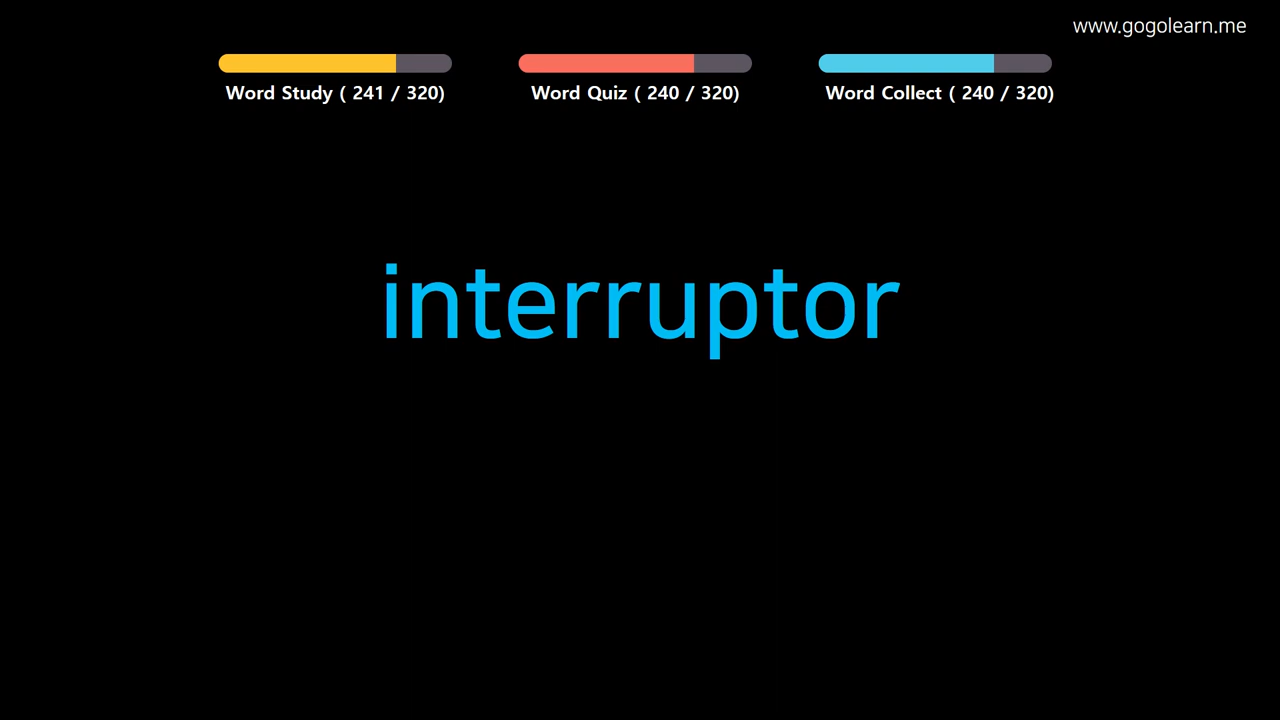 www.gogolearn.me
Word Study ( 241 / 320)
Word Quiz ( 240 / 320)
Word Collect ( 240 / 320)
interruptor